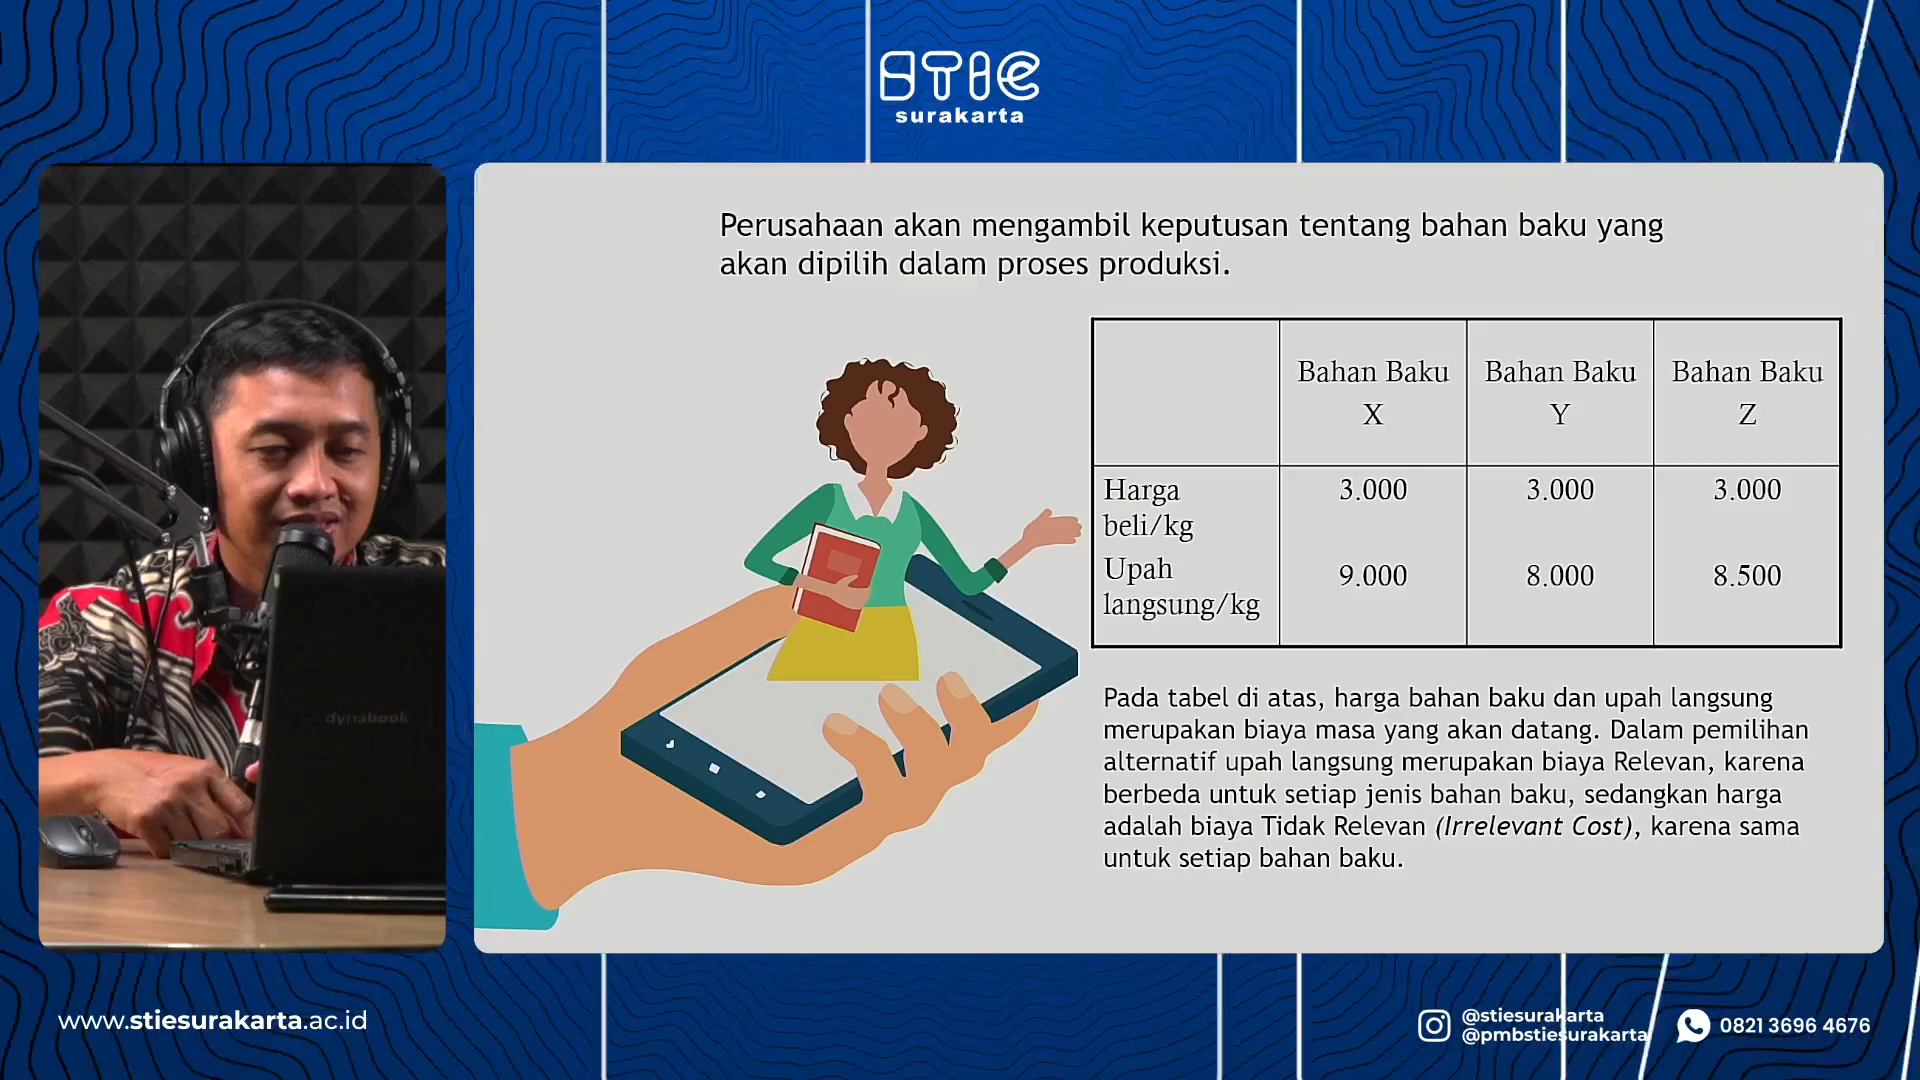 STIE
surakarta
Perusahaan akan mengambil keputusan tentang bahan baku yang
akan dipilih dalam proses produksi.
Bahan Baku X
Bahan Baku Y
Bahan Baku Z
Harga beli/kg 3.000 3.000 3.000
Upah langsung/kg 9.000 8.000 8.500
Pada tabel di atas, harga bahan baku dan upah langsung
merupakan biaya masa yang akan datang. Dalam pemilihan
alternatif upah langsung merupakan biaya Relevan, karena
berbeda untuk setiap jenis bahan baku, sedangkan harga
adalah biaya Tidak Relevan (Irrelevant Cost), karena sama
untuk setiap bahan baku.
dynabook
www.stiesurakarta.ac.id
@stiesurakarta
@pmbstiesurakarta
0821 3696 4676